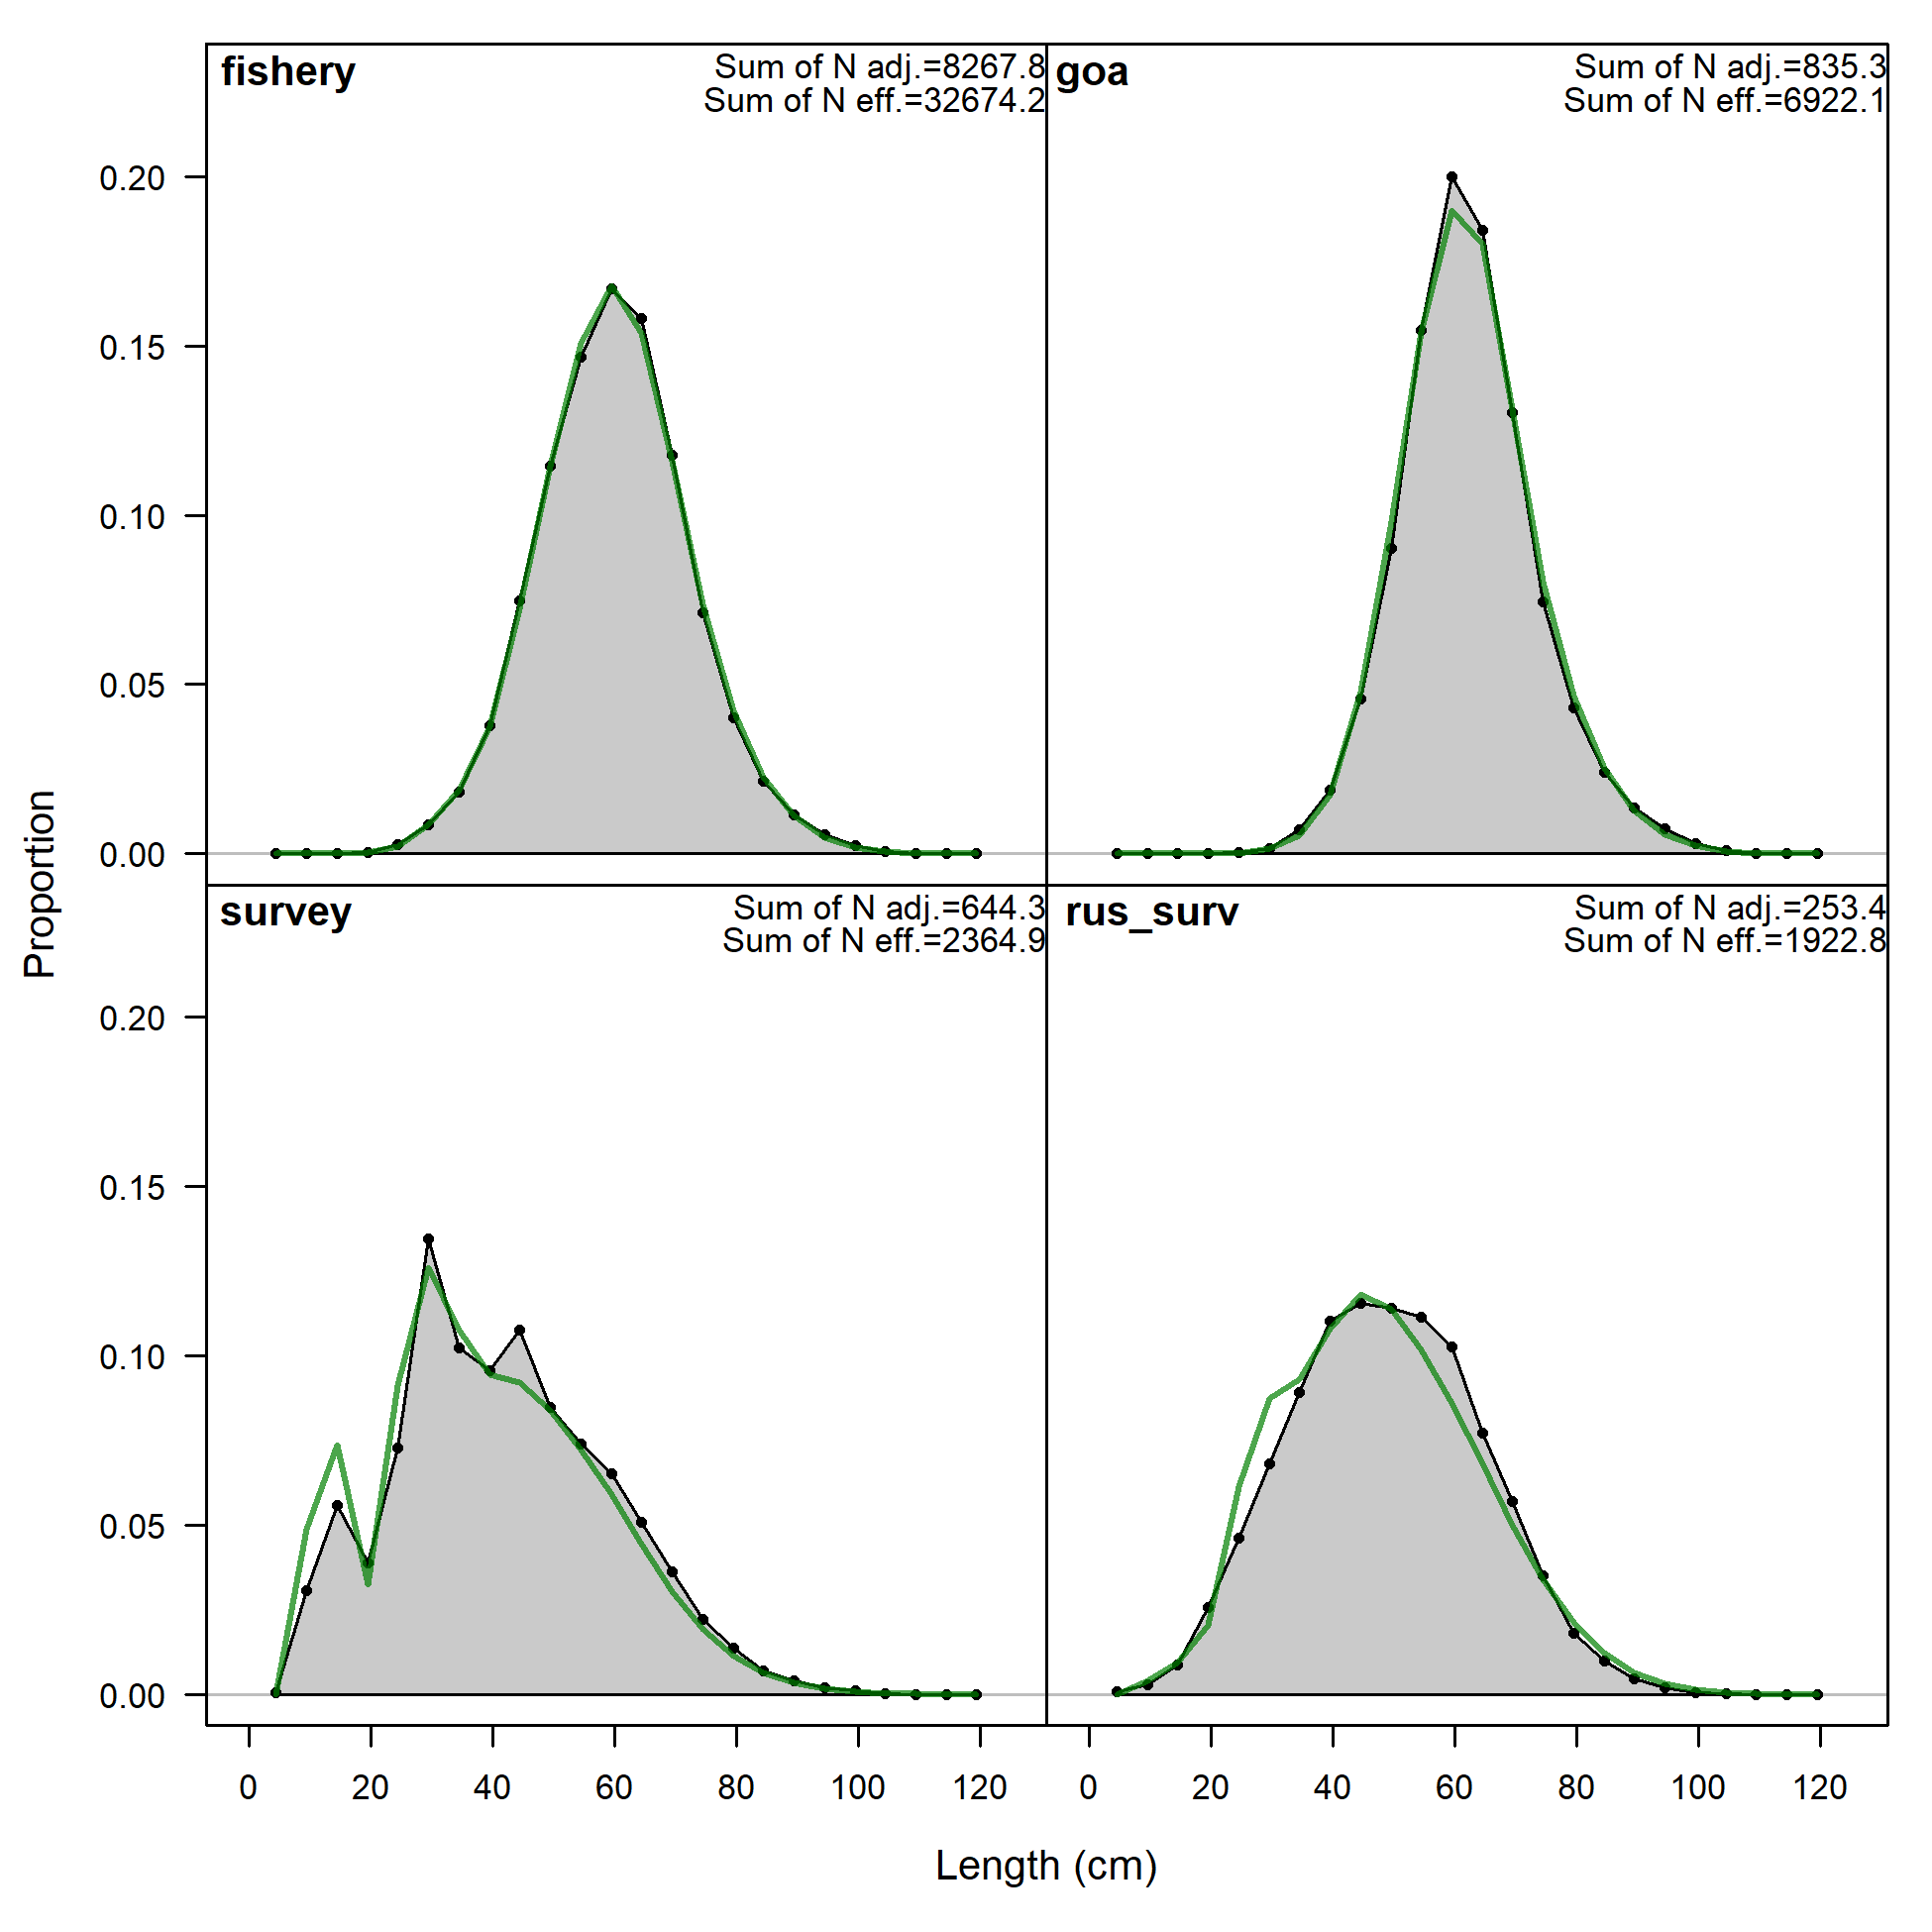 fishery
Sum of N adj.=8267.8
Sum of N eff.=32674.2
goa
Sum of N adj.=835.3
Sum of N eff.=6922.1
0.20
0.15
0.10
0.05
0.00
survey
Sum of N adj.=644.3
Sum of N eff.=2364.9
rus_surv
Sum of N adj.=253.4
Sum of N eff.=1922.8
0.20
0.15
0.10
0.05
0.00
Proportion
0 20 40 60 80 100 120
0 20 40 60 80 100 120
Length (cm)